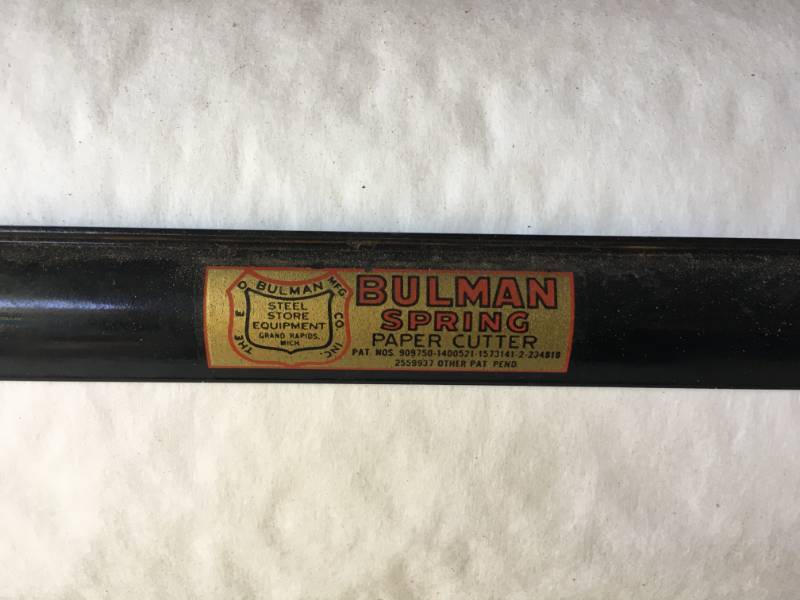 THE E O BULMAN MFG. CO. INC.
STEEL
STORE
EQUIPMENT
GRAND RAPIDS,
MICH.
BULMAN
SPRING
PAPER CUTTER
PAT. NOS. 909750-1400521-1573141-2-234818
2559937 OTHER PAT. PEND.